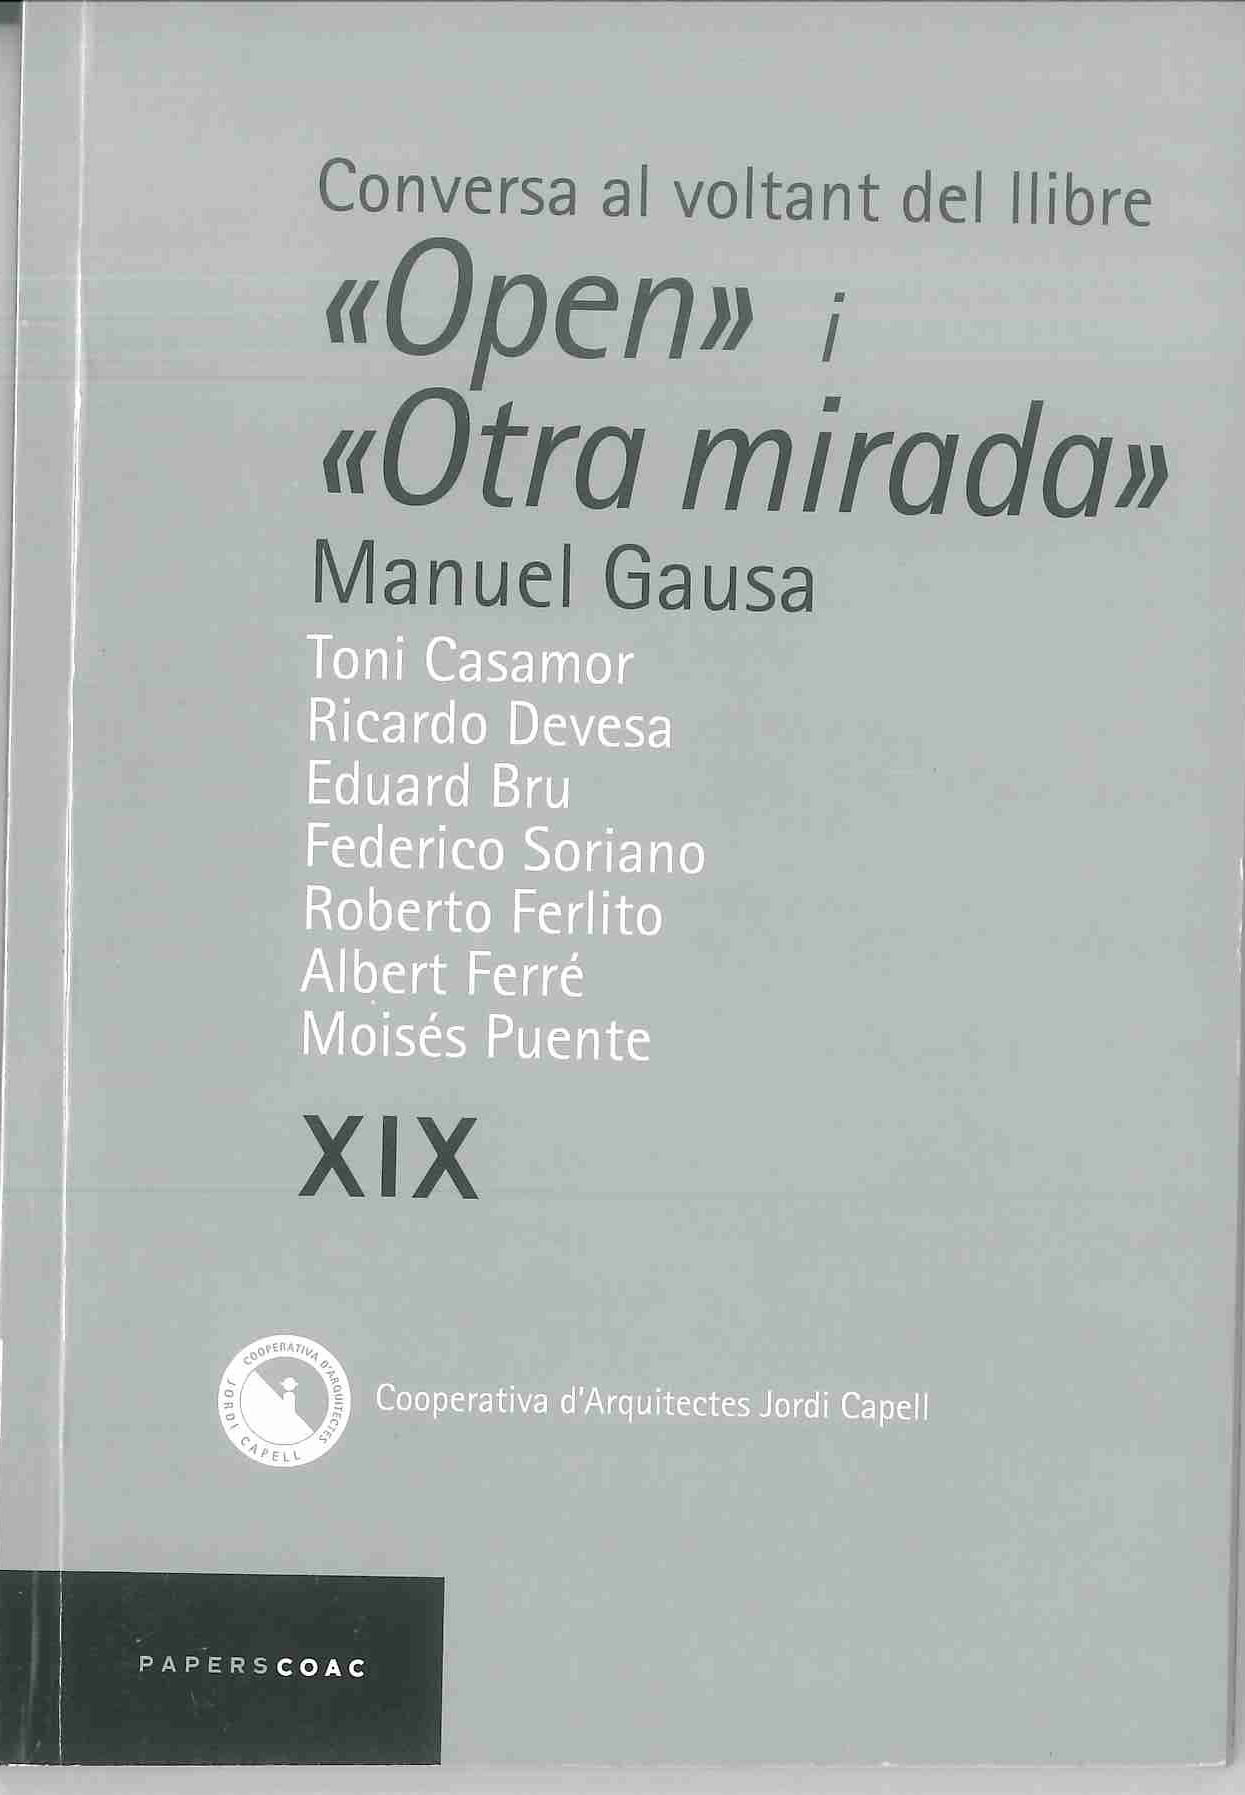 Conversa al voltant del llibre
«Open» i
«Otra mirada»
Manuel Gausa
Toni Casamor
Ricardo Devesa
Eduard Bru
Federico Soriano
Roberto Ferlito
Albert Ferré
Moisés Puente
XIX
COOPERATIVA D'ARQUITECTES
JORDI CAPELL
Cooperativa d'Arquitectes Jordi Capell
PAPERSCOAC